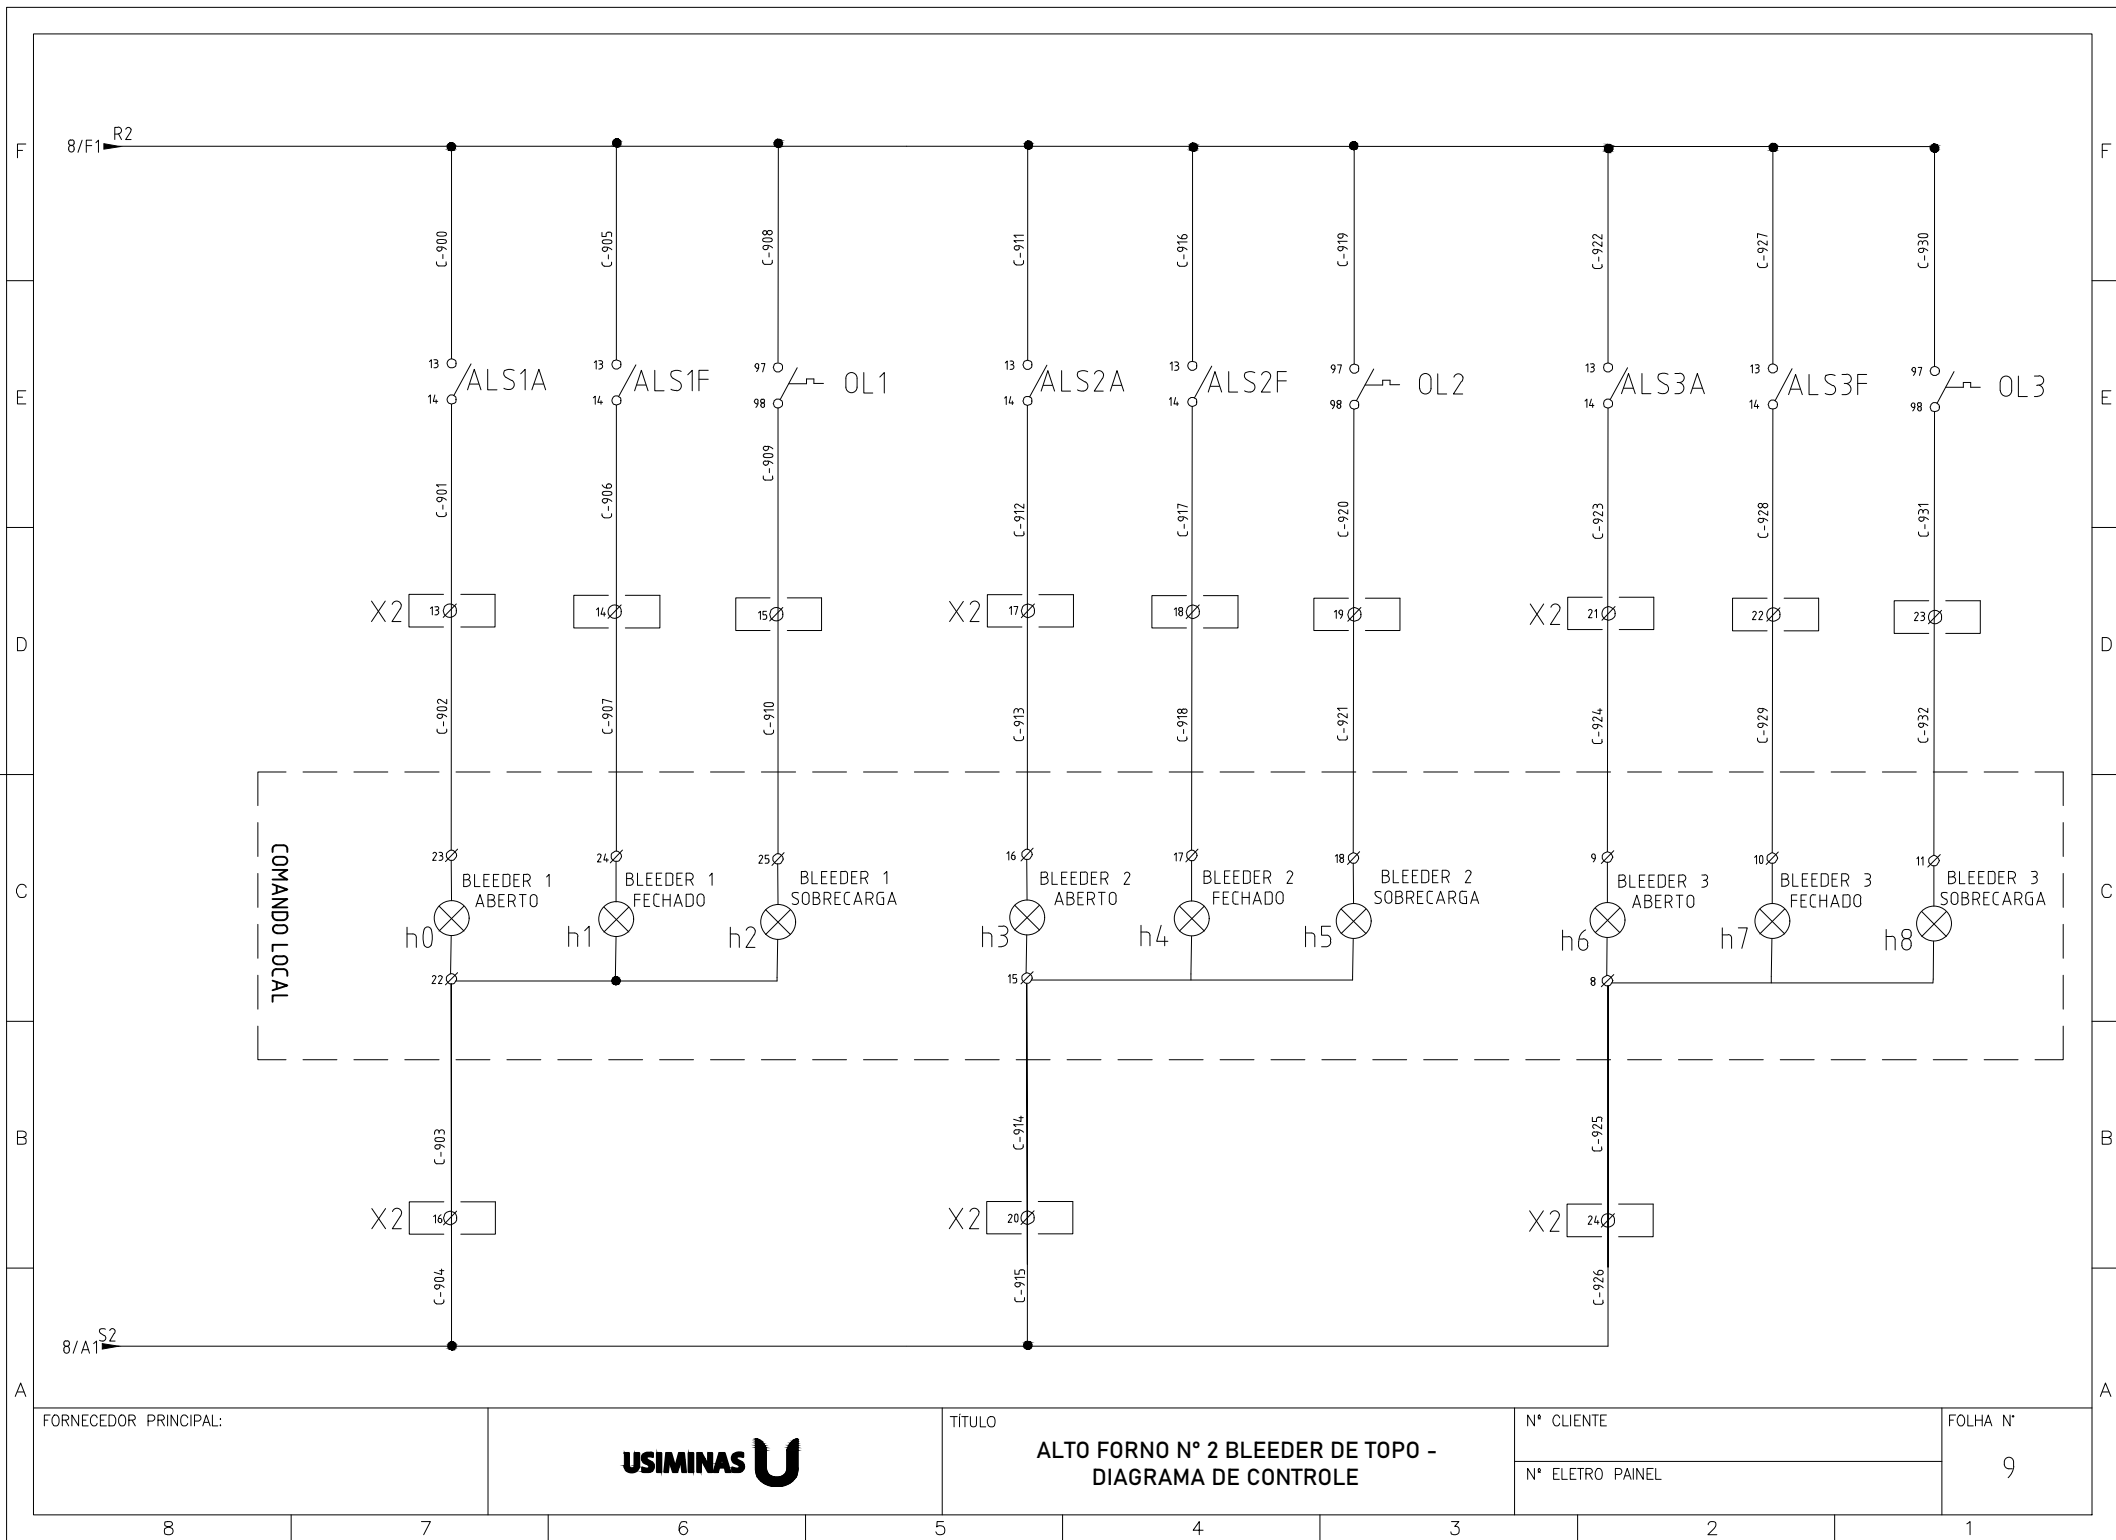 R2
8/F1
F
F
C-900
C-905
C-908
C-911
C-916
C-919
C-922
C-927
C-930
13
14
ALS1A
13
14
ALS1F
97
98
OL1
13
14
ALS2A
13
14
ALS2F
97
98
OL2
13
14
ALS3A
13
14
ALS3F
97
98
OL3
E
E
C-901
C-906
C-909
C-912
C-917
C-920
C-923
C-928
C-931
X2
13
14
15
X2
17
18
19
X2
21
22
23
D
D
C-902
C-907
C-910
C-913
C-918
C-921
C-924
C-929
C-932
COMANDO LOCAL
23
24
25
16
17
18
9
10
11
BLEEDER 1
ABERTO
BLEEDER 1
FECHADO
BLEEDER 1
SOBRECARGA
BLEEDER 2
ABERTO
BLEEDER 2
FECHADO
BLEEDER 2
SOBRECARGA
BLEEDER 3
ABERTO
BLEEDER 3
FECHADO
BLEEDER 3
SOBRECARGA
C
C
h0
h1
h2
h3
h4
h5
h6
h7
h8
22
15
8
B
B
C-903
C-914
C-925
X2
16
X2
20
X2
24
C-904
C-915
C-926
S2
8/A1
A
A
FORNECEDOR PRINCIPAL:
USIMINAS
TÍTULO
ALTO FORNO N° 2 BLEEDER DE TOPO -
DIAGRAMA DE CONTROLE
N° CLIENTE
N° ELETRO PAINEL
FOLHA N°
9
8
7
6
5
4
3
2
1